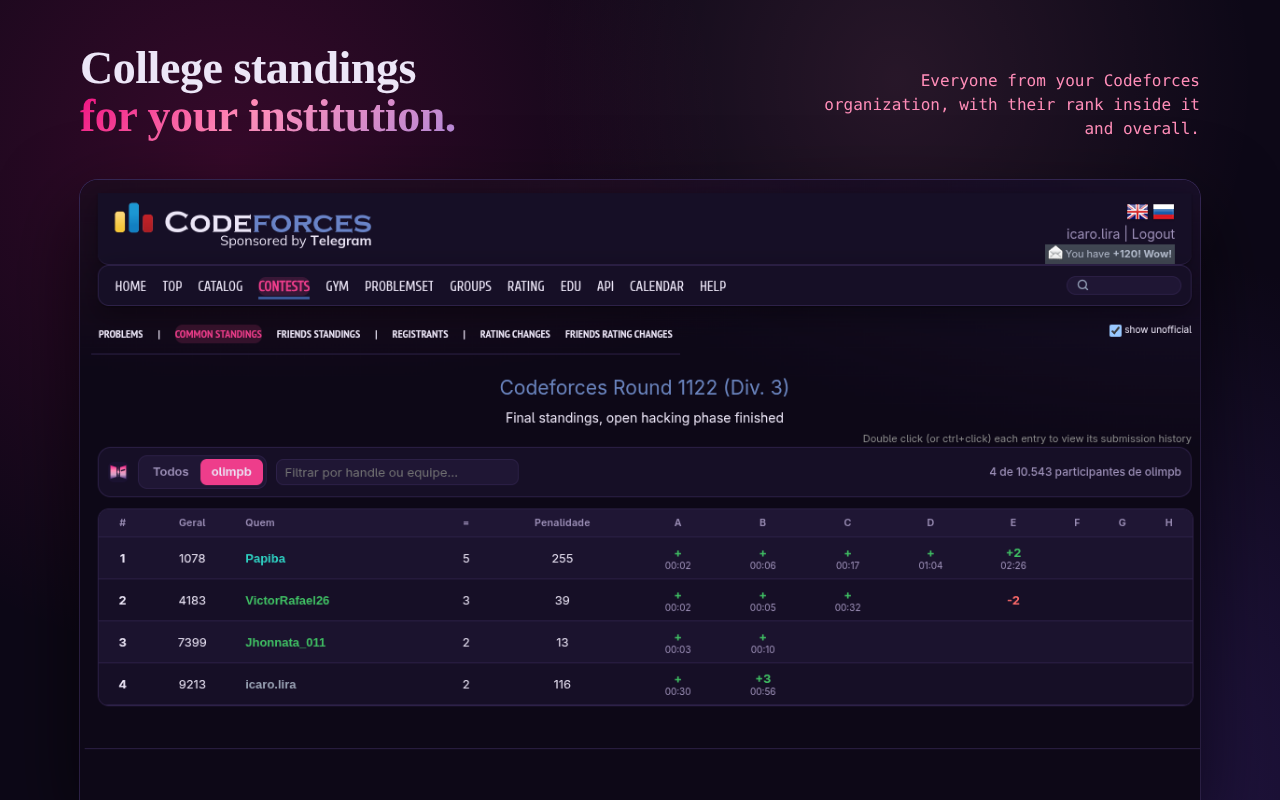 College standings
for your institution.
Everyone from your Codeforces
organization, with their rank inside it
and overall.
CODEFORCES
Sponsored by Telegram
icaro.lira | Logout
You have +120! Wow!
HOME TOP CATALOG CONTESTS GYM PROBLEMSET GROUPS RATING EDU API CALENDAR HELP
PROBLEMS | COMMON STANDINGS FRIENDS STANDINGS | REGISTRANTS | RATING CHANGES FRIENDS RATING CHANGES
show unofficial
Codeforces Round 1122 (Div. 3)
Final standings, open hacking phase finished
Double click (or ctrl+click) each entry to view its submission history
Todos olimpb Filtrar por handle ou equipe... 4 de 10.543 participantes de olimpb
# Geral Quem = Penalidade A B C D E F G H
1 1078 Papiba 5 255 + + + + +2
00:02 00:06 00:17 01:04 02:26
2 4183 VictorRafael26 3 39 + + + -2
00:02 00:05 00:32
3 7399 Jhonnata_011 2 13 + +
00:03 00:10
4 9213 icaro.lira 2 116 + +3
00:30 00:56